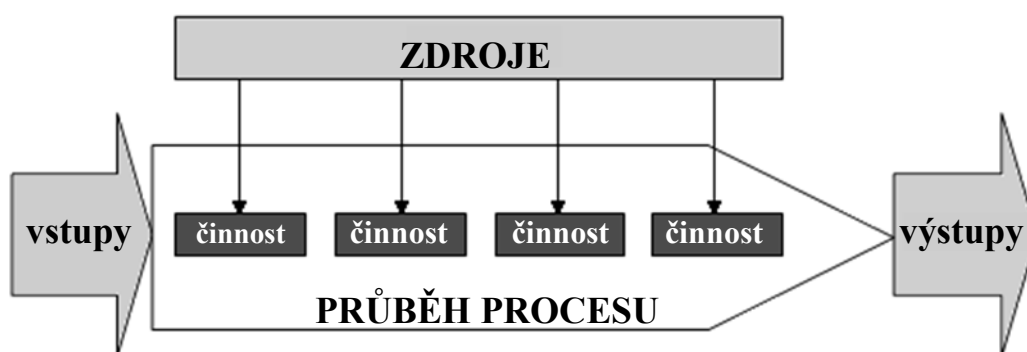 ZDROJE
vstupy
činnost
činnost
činnost
činnost
výstupy
PRŮBĚH PROCESU